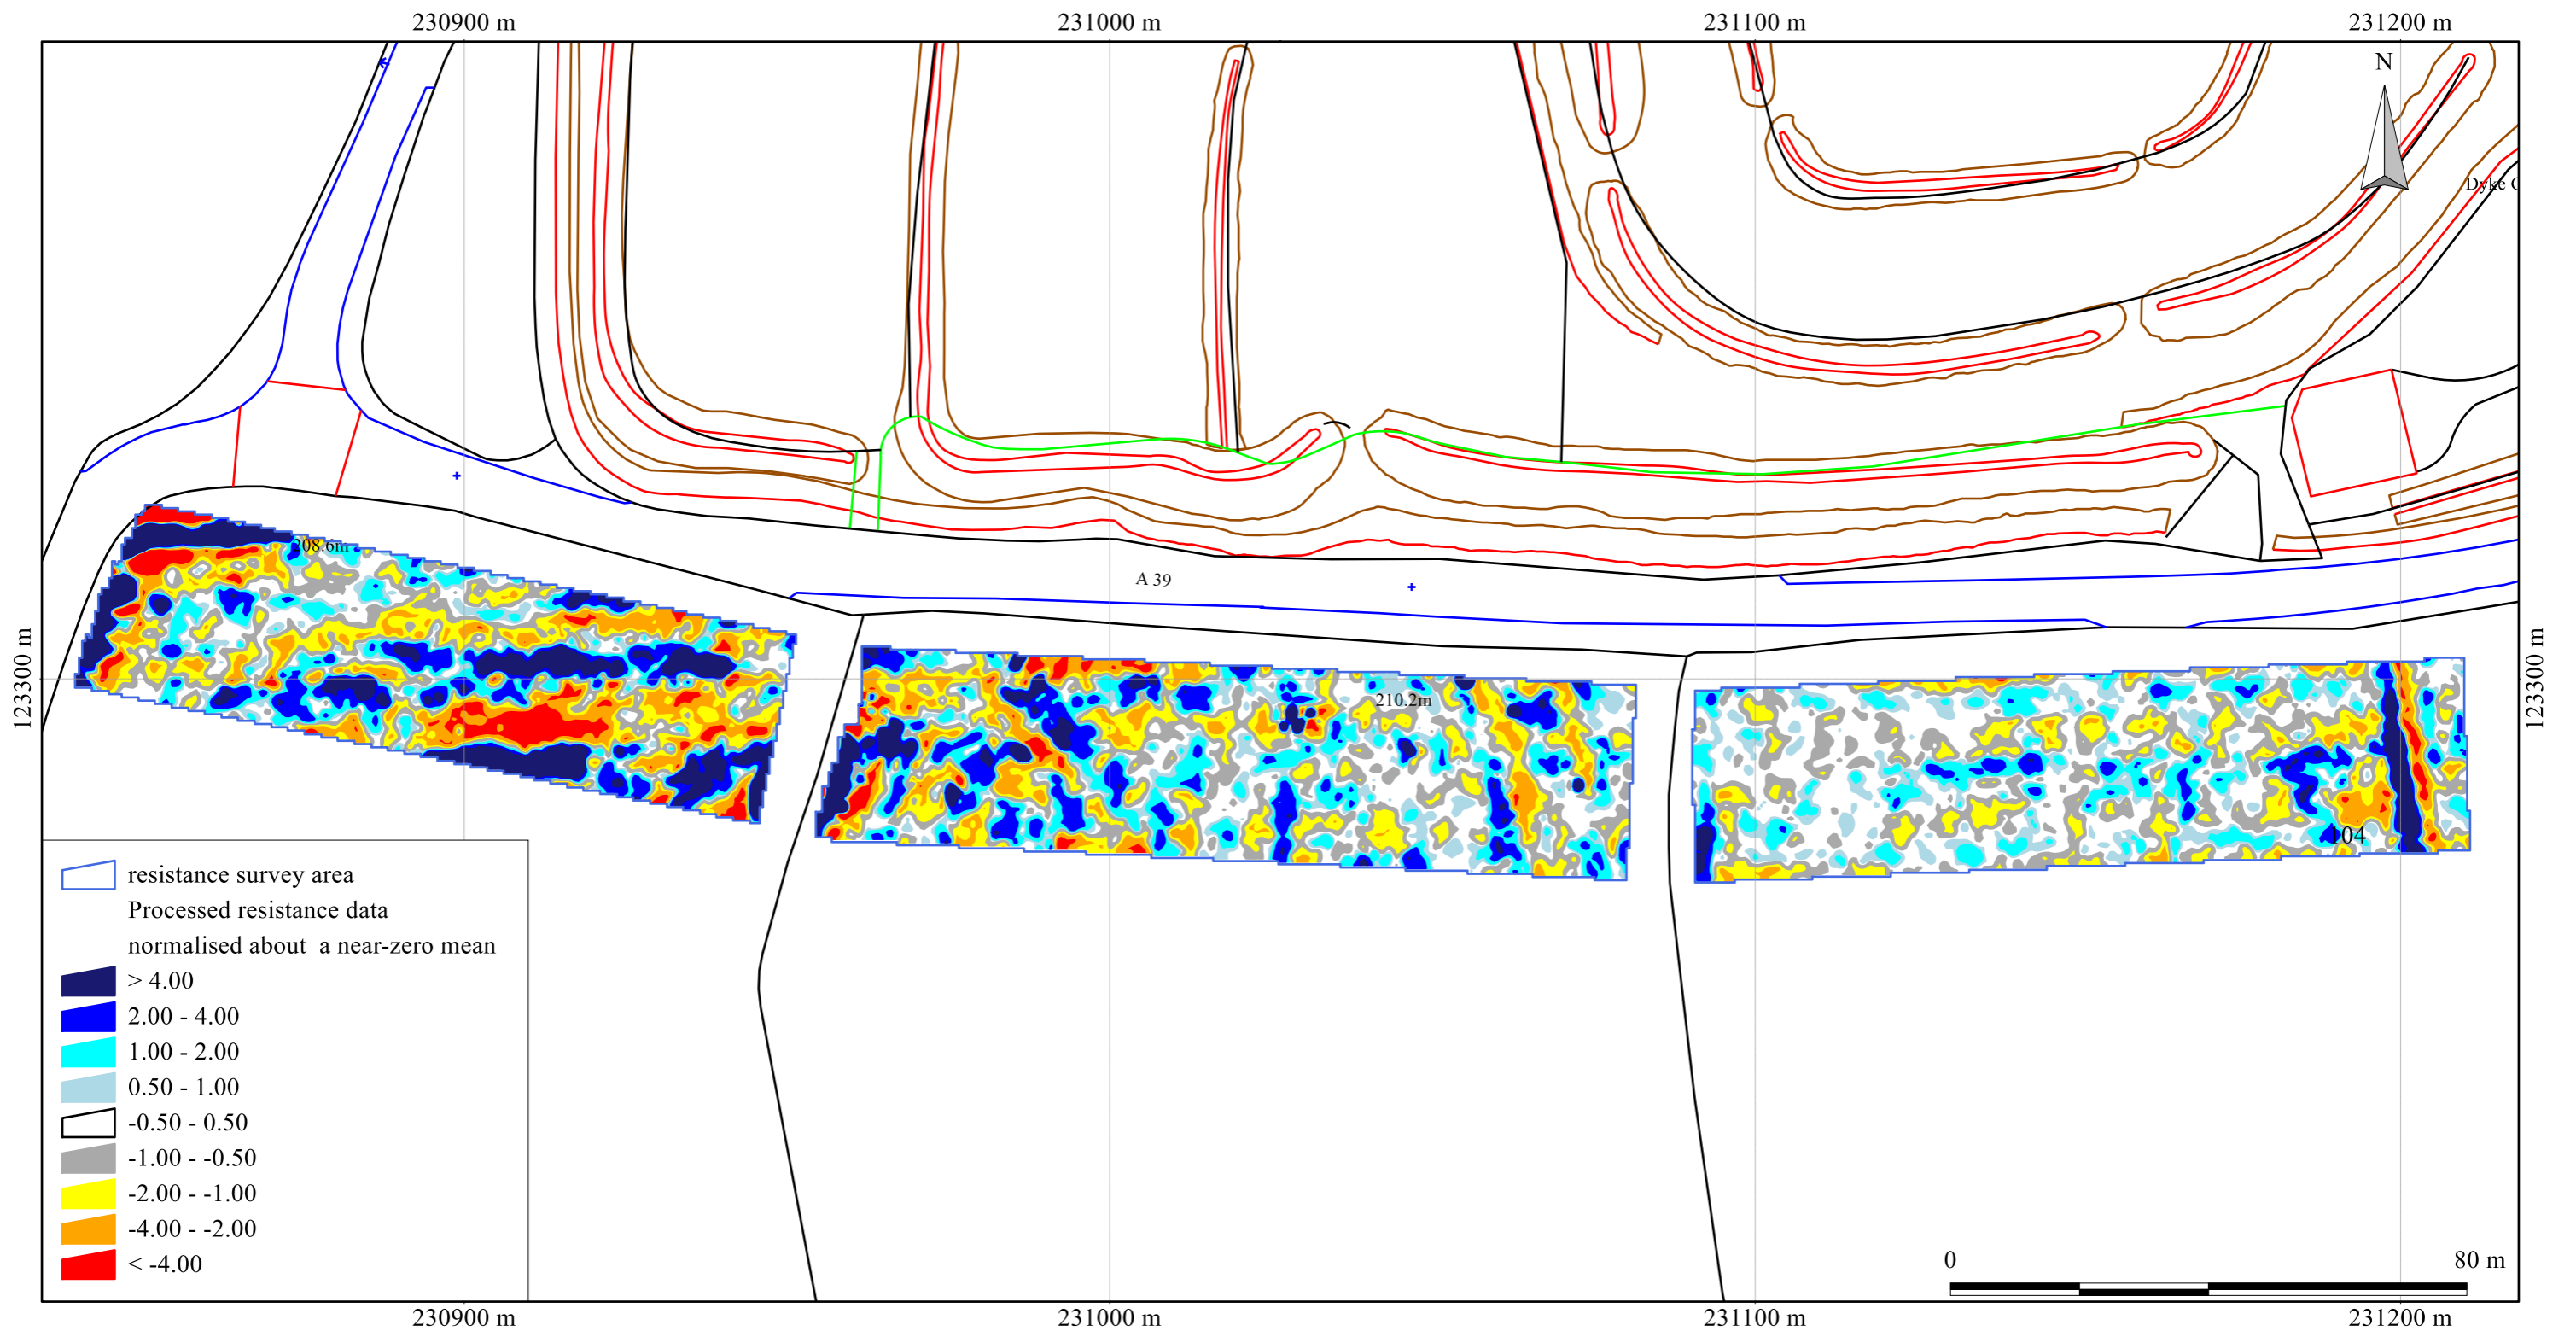 230900 m
231000 m
231100 m
231200 m
N
Dyke
208.6m
A 39
123300 m
123300 m
210.2m
104
resistance survey area
Processed resistance data
normalised about a near-zero mean
> 4.00
2.00 - 4.00
1.00 - 2.00
0.50 - 1.00
-0.50 - 0.50
-1.00 - -0.50
-2.00 - -1.00
-4.00 - -2.00
< -4.00
0
80 m
230900 m
231000 m
231100 m
231200 m